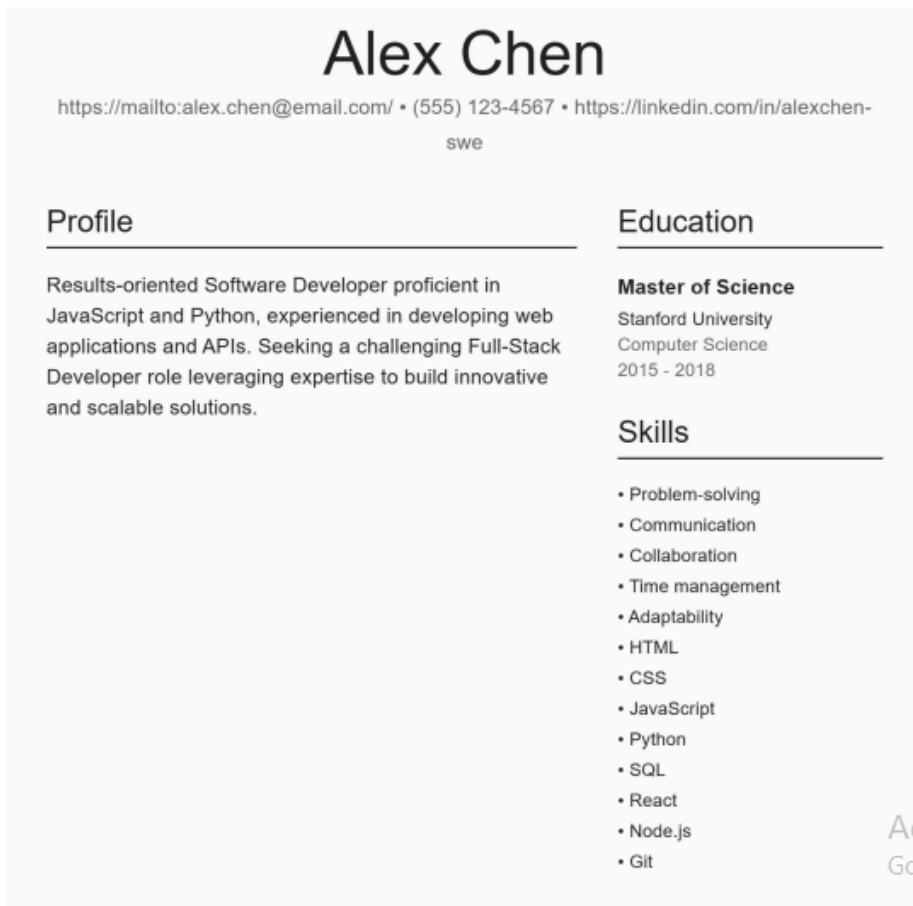 Alex Chen
https://mailto:alex.chen@email.com/ • (555) 123-4567 • https://linkedin.com/in/alexchen-
swe
Profile
Results-oriented Software Developer proficient in
JavaScript and Python, experienced in developing web
applications and APIs. Seeking a challenging Full-Stack
Developer role leveraging expertise to build innovative
and scalable solutions.
Education
Master of Science
Stanford University
Computer Science
2015 - 2018
Skills
• Problem-solving
• Communication
• Collaboration
• Time management
• Adaptability
• HTML
• CSS
• JavaScript
• Python
• SQL
• React
• Node.js
• Git